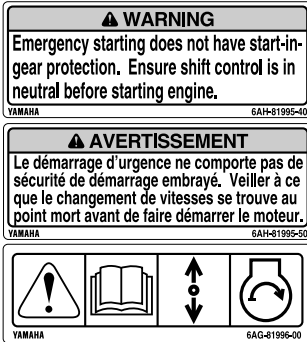 WARNING
Emergency starting does not have start-in-
gear protection. Ensure shift control is in
neutral before starting engine.
YAMAHA 6AH-81995-40
AVERTISSEMENT
Le démarrage d'urgence ne comporte pas de
sécurité de démarrage embrayé. Veiller à ce
que le changement de vitesses se trouve au
point mort avant de faire démarrer le moteur.
YAMAHA 6AH-81995-50
YAMAHA 6AG-81996-00